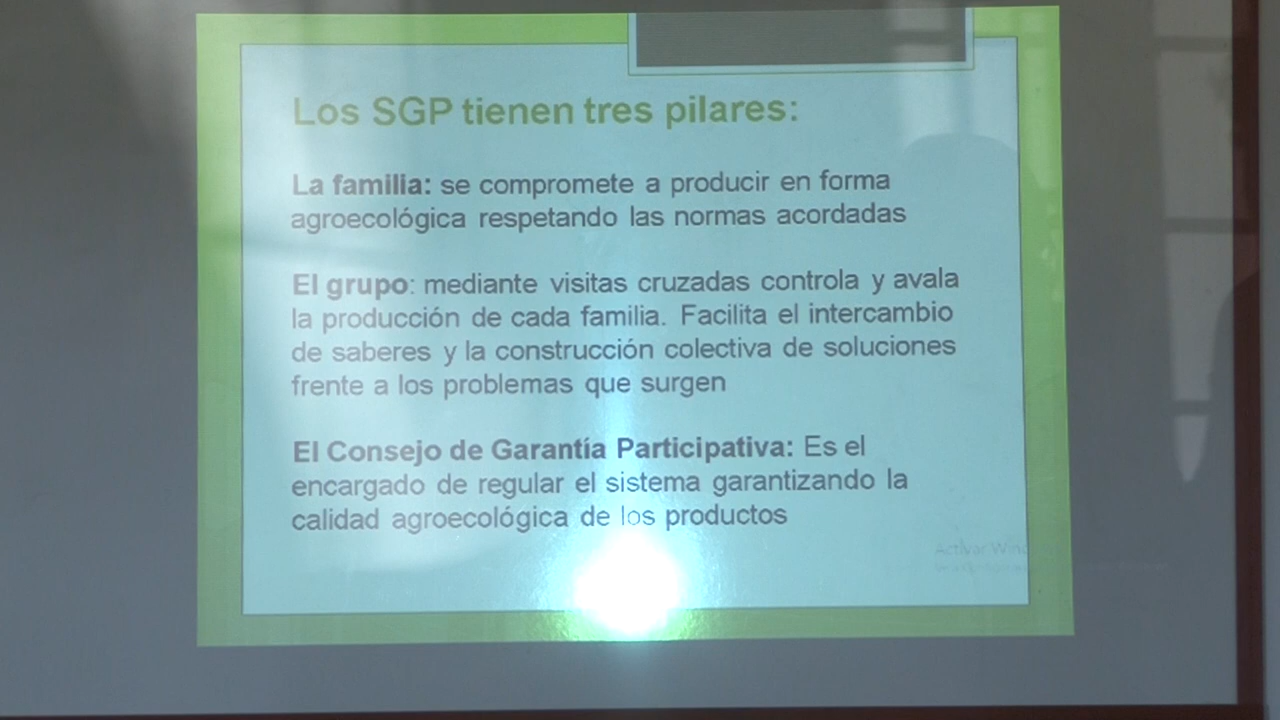 Los SGP tienen tres pilares:
La familia: se compromete a producir en forma
agroecológica respetando las normas acordadas
El grupo: mediante visitas cruzadas controla y avala
la producción de cada familia. Facilita el intercambio
de saberes y la construcción colectiva de soluciones
frente a los problemas que surgen
El Consejo de Garantía Participativa: Es el
encargado de regular el sistema garantizando la
calidad agroecológica de los productos
Activar